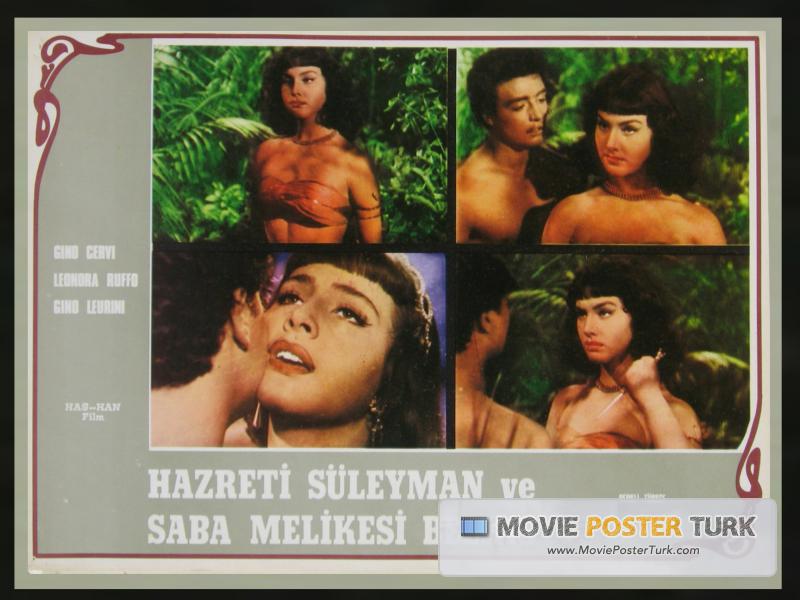 GINO CERVI
LEONORA RUFFO
GINO LEURINI
HAS-HAN
Film
HAZRETİ SÜLEYMAN ve
SABA MELİKESİ
MOVIE POSTER TURK
www.MoviePosterTurk.com